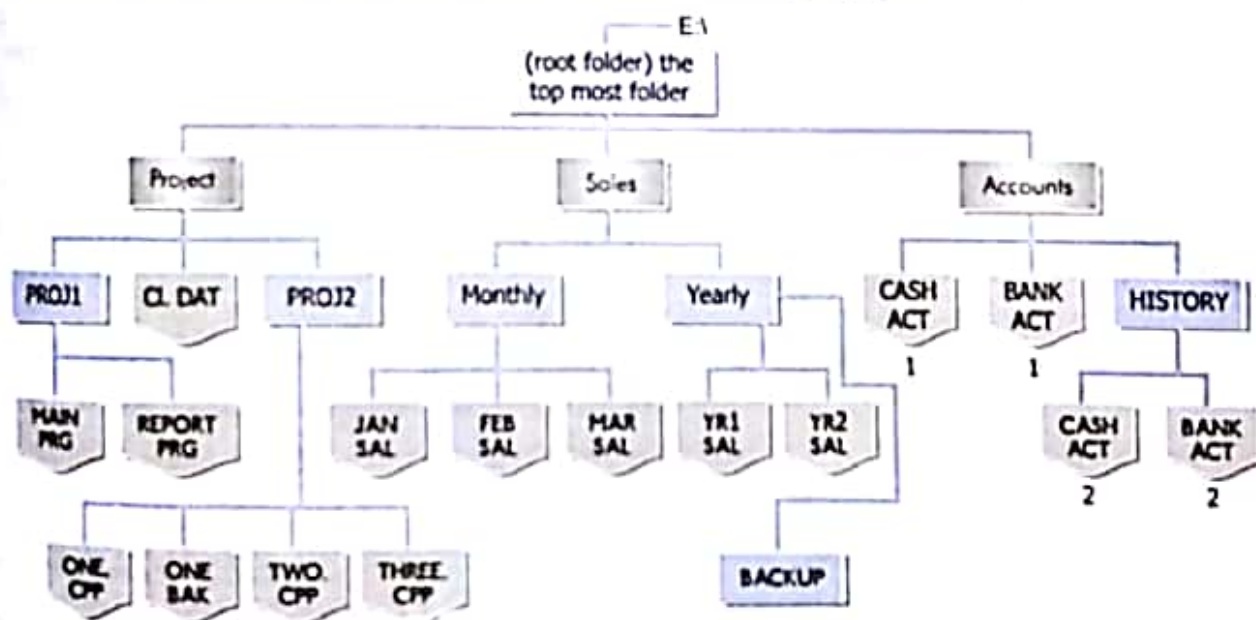 E:\
(root folder) the
top most folder
Project
Sales
Accounts
PROJ1
CL DAT
PROJ2
Monthly
Yearly
CASH
ACT
1
BANK
ACT
1
HISTORY
MAIN
PRG
REPORT
PRG
JAN
SAL
FEB
SAL
MAR
SAL
YR1
SAL
YR2
SAL
CASH
ACT
2
BANK
ACT
2
ONE.
CPP
ONE
BAK
TWO.
CPP
THREE.
CPP
BACKUP